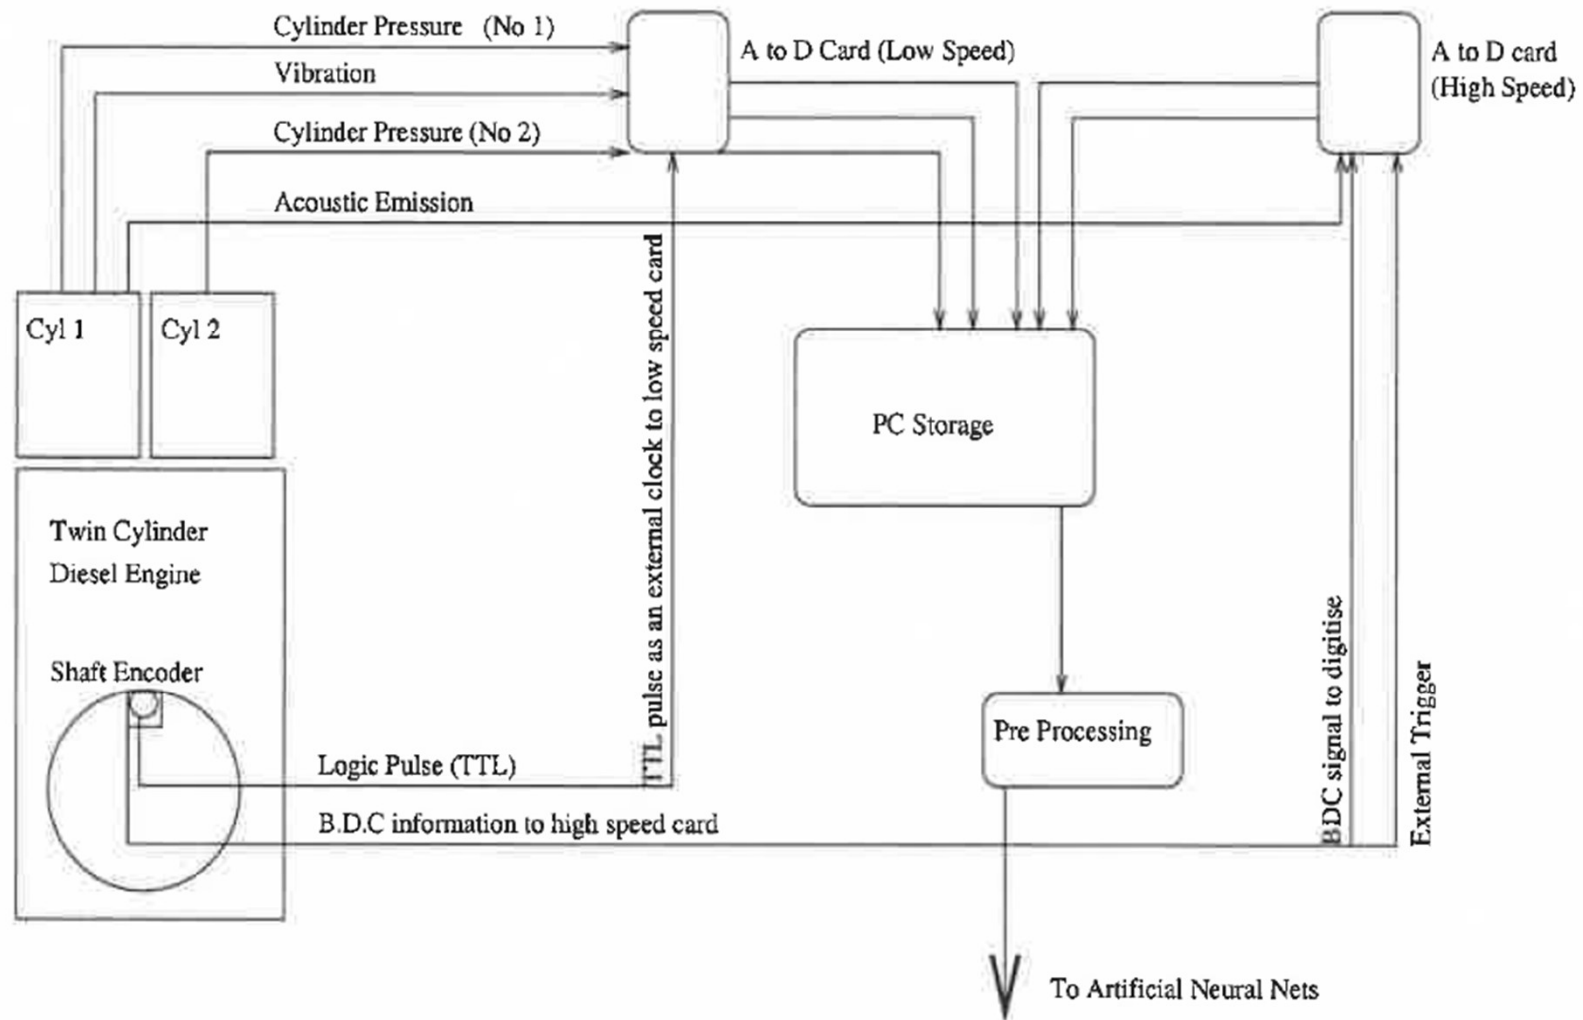 Cylinder Pressure (No 1)
A to D Card (Low Speed)
A to D card
(High Speed)
Vibration
Cylinder Pressure (No 2)
Acoustic Emission
Cyl 1
Cyl 2
TTL pulse as an external clock to low speed card
PC Storage
Twin Cylinder
Diesel Engine
Shaft Encoder
Pre Processing
BDC signal to digitise
External Trigger
Logic Pulse (TTL)
B.D.C information to high speed card
To Artificial Neural Nets